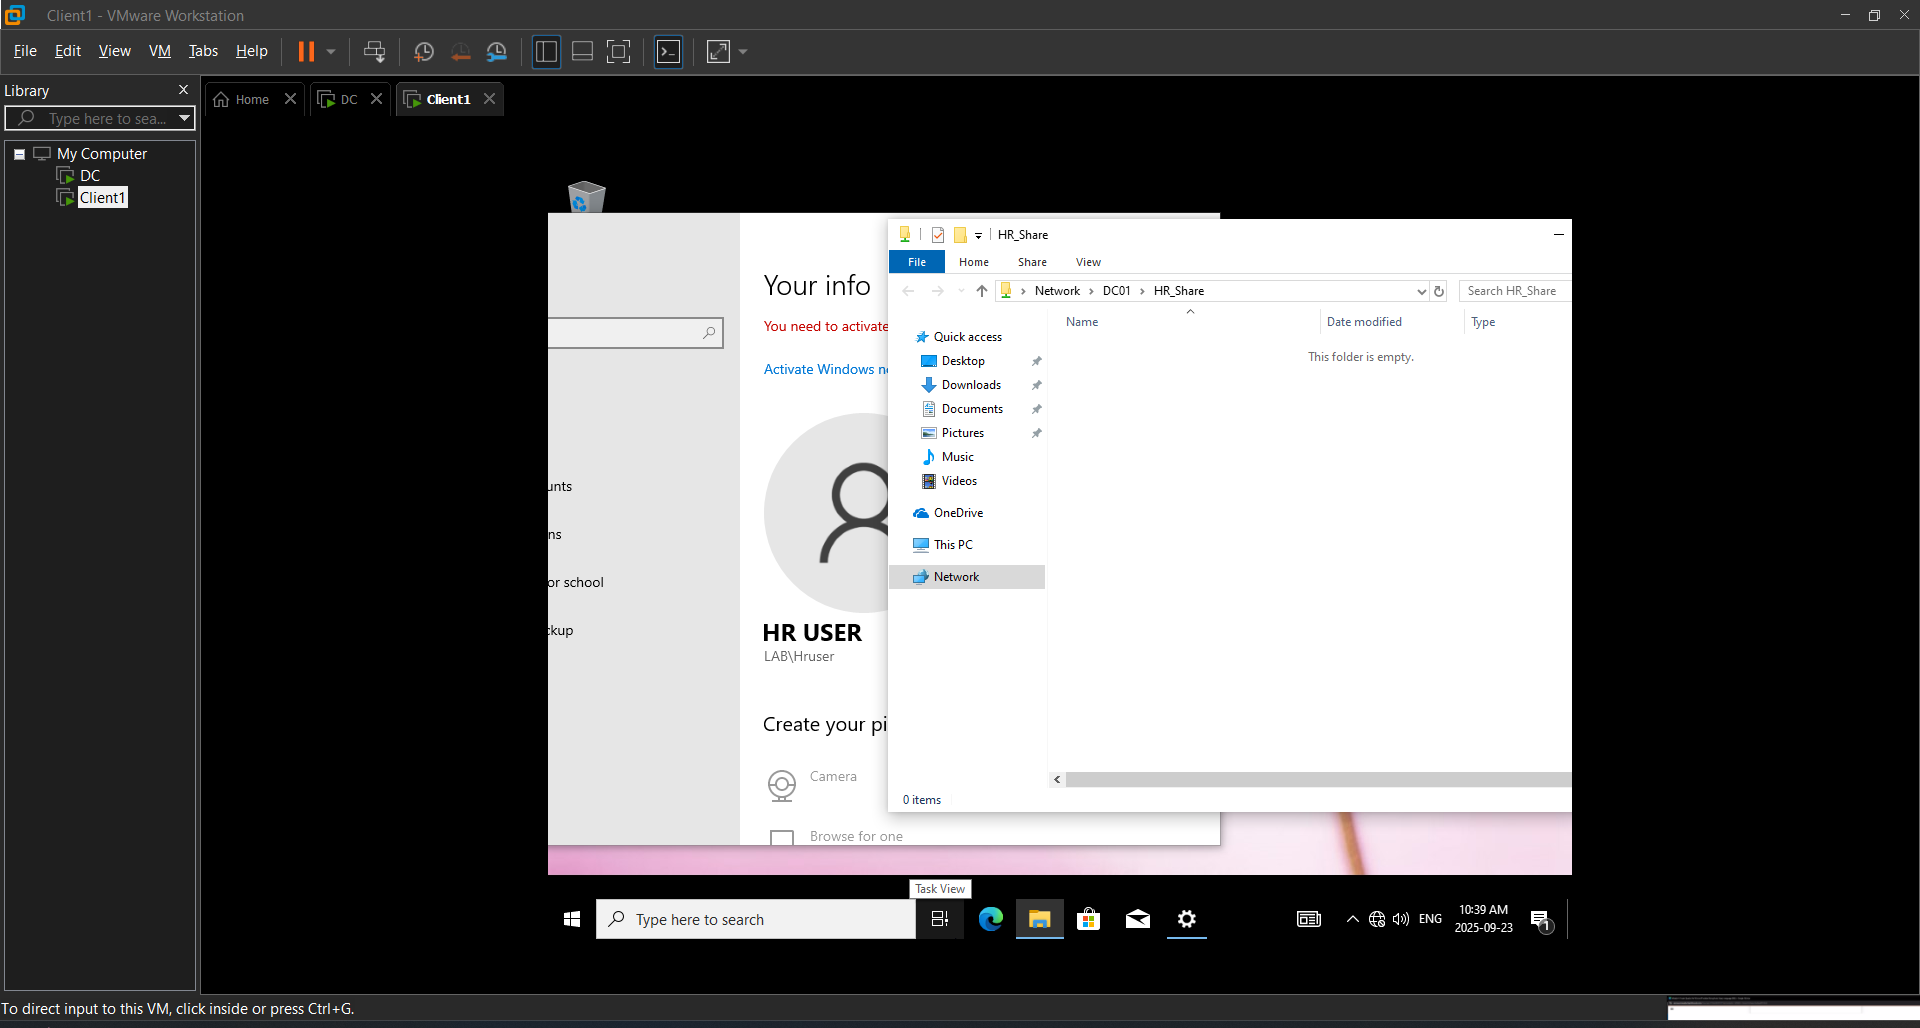 Client1 - VMware Workstation
File Edit View VM Tabs Help
Library
Type here to sea...
My Computer
DC
Client1
Home
DC
Client1
Your info
You need to activate
Activate Windows n
unts
ns
or school
ckup
HR USER
LAB\Hruser
Create your pi
Camera
Browse for one
HR_Share
File Home Share View
Network > DC01 > HR_Share
Search HR_Share
Name Date modified Type
This folder is empty.
Quick access
Desktop
Downloads
Documents
Pictures
Music
Videos
OneDrive
This PC
Network
0 items
Task View
Type here to search
ENG
10:39 AM
2025-09-23
1
To direct input to this VM, click inside or press Ctrl+G.